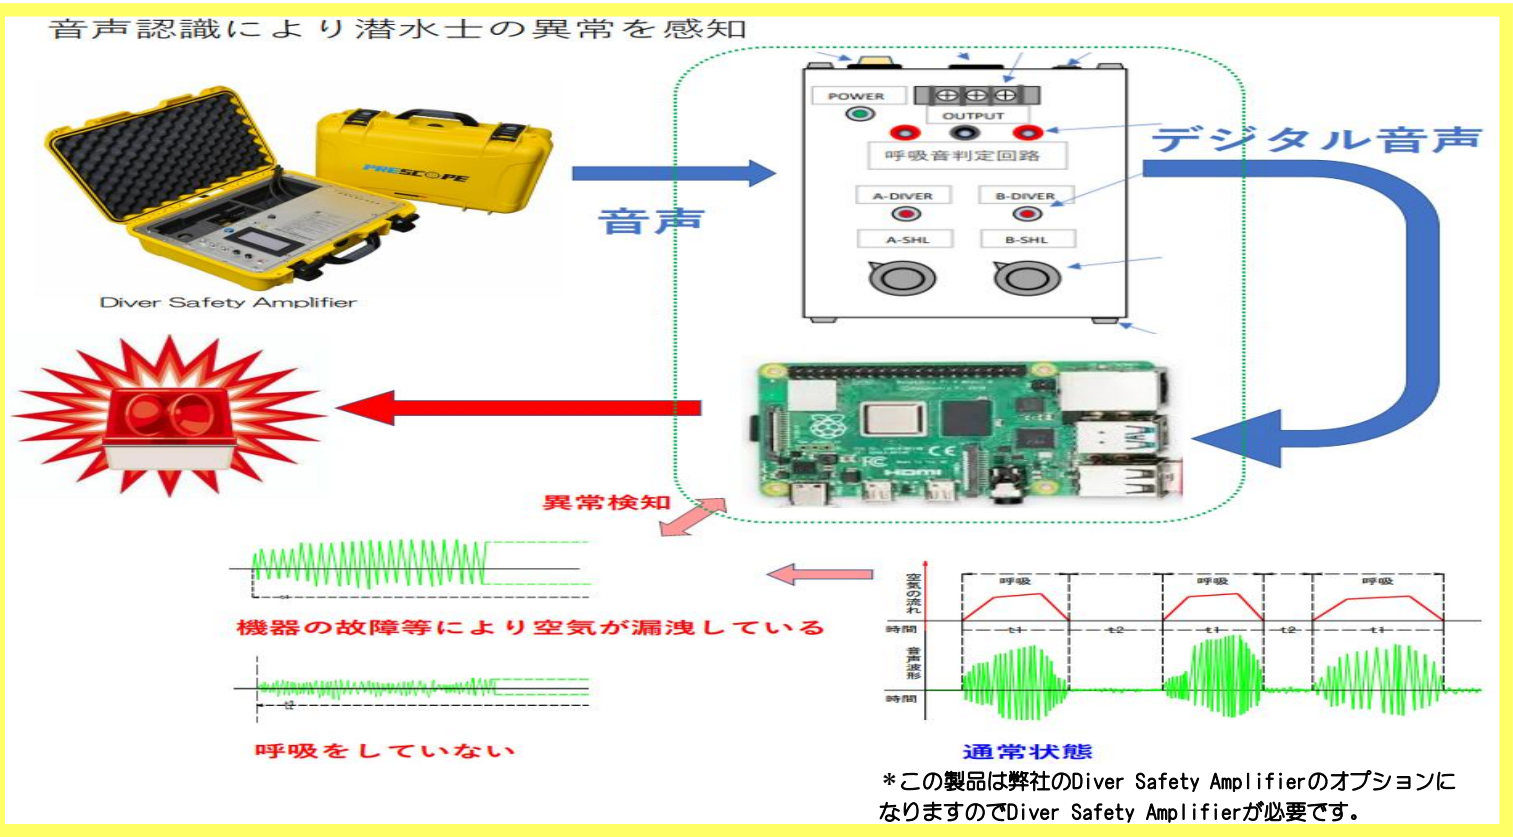 音声認識により潜水士の異常を感知
PRESCOPE
Diver Safety Amplifier
音声
POWER
OUTPUT
呼吸音判定回路
A-DIVER
B-DIVER
A-SHL
B-SHL
デジタル音声
HDMI
異常検知
機器の故障等により空気が漏洩している
t2
呼吸をしていない
空気の流れ
呼吸
呼吸
呼吸
時間
t1
t2
t1
t2
t1
音声波形
時間
通常状態
*この製品は弊社のDiver Safety Amplifierのオプションに
なりますのでDiver Safety Amplifierが必要です。